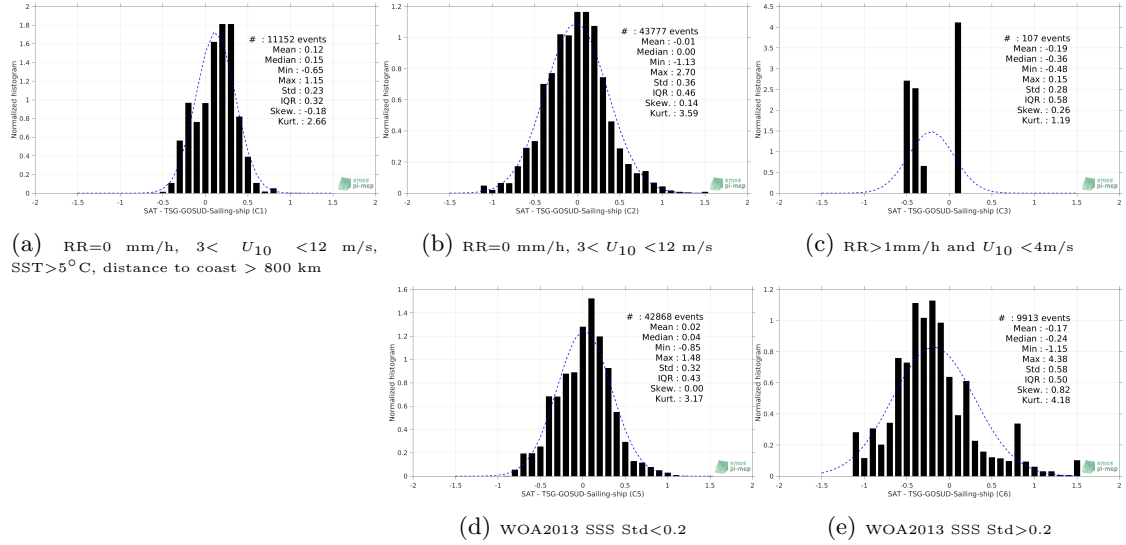 2
1.8
1.6
1.4
1.2
1
0.8
0.6
0.4
0.2
0
-2 -1.5 -1 -0.5 0 0.5 1 1.5 2
Normalized histogram
# : 11152 events
Mean : 0.12
Median : 0.15
Min : -0.65
Max : 1.15
Std : 0.23
IQR : 0.32
Skew. : -0.18
Kurt. : 2.66
smos
pi-mep
SAT - TSG-GOSUD-Sailing-ship (C1)
(a) RR=0 mm/h, 3< U10 <12 m/s,
SST>5°C, distance to coast > 800 km
1.2
1
0.8
0.6
0.4
0.2
0
-2 -1.5 -1 -0.5 0 0.5 1 1.5 2
Normalized histogram
# : 43777 events
Mean : -0.01
Median : 0.00
Min : -1.13
Max : 2.70
Std : 0.36
IQR : 0.46
Skew. : 0.14
Kurt. : 3.59
smos
pi-mep
SAT - TSG-GOSUD-Sailing-ship (C2)
(b) RR=0 mm/h, 3< U10 <12 m/s
4.5
4
3.5
3
2.5
2
1.5
1
0.5
0
-2 -1.5 -1 -0.5 0 0.5 1 1.5 2
Normalized histogram
# : 107 events
Mean : -0.19
Median : -0.36
Min : -0.48
Max : 0.15
Std : 0.28
IQR : 0.58
Skew. : 0.26
Kurt. : 1.19
smos
pi-mep
SAT - TSG-GOSUD-Sailing-ship (C3)
(c) RR>1mm/h and U10 <4m/s
1.6
1.4
1.2
1
0.8
0.6
0.4
0.2
0
-2 -1.5 -1 -0.5 0 0.5 1 1.5 2
Normalized histogram
# : 42868 events
Mean : 0.02
Median : 0.04
Min : -0.85
Max : 1.48
Std : 0.32
IQR : 0.43
Skew. : 0.00
Kurt. : 3.17
smos
pi-mep
SAT - TSG-GOSUD-Sailing-ship (C5)
(d) WOA2013 SSS Std<0.2
1.2
1
0.8
0.6
0.4
0.2
0
-2 -1.5 -1 -0.5 0 0.5 1 1.5 2
Normalized histogram
# : 9913 events
Mean : -0.17
Median : -0.24
Min : -1.15
Max : 4.38
Std : 0.58
IQR : 0.50
Skew. : 0.82
Kurt. : 4.18
smos
pi-mep
SAT - TSG-GOSUD-Sailing-ship (C6)
(e) WOA2013 SSS Std>0.2